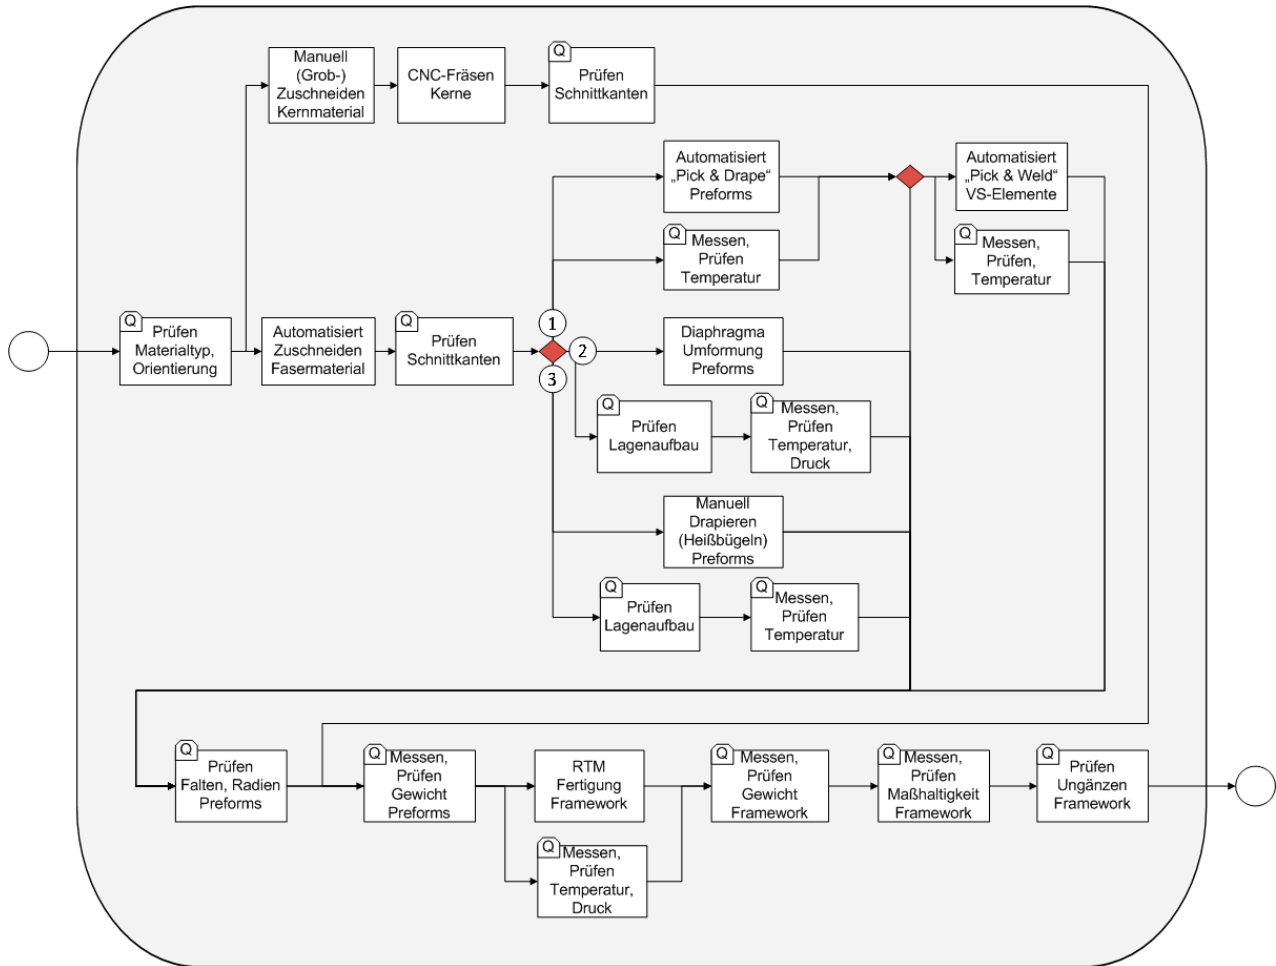 Manuell
(Grob-)
Zuschneiden
Kernmaterial
CNC-Fräsen
Kerne
Q
Prüfen
Schnittkanten
Automatisiert
„Pick & Drape“
Preforms
Automatisiert
„Pick & Weld“
VS-Elemente
Q
Messen,
Prüfen
Temperatur
Q
Messen,
Prüfen,
Temperatur
Q
Prüfen
Materialtyp,
Orientierung
Automatisiert
Zuschneiden
Fasermaterial
Q
Prüfen
Schnittkanten
1
2
3
Diaphragma
Umformung
Preforms
Q
Prüfen
Lagenaufbau
Q
Messen,
Prüfen
Temperatur,
Druck
Manuell
Drapieren
(Heißbügeln)
Preforms
Q
Prüfen
Lagenaufbau
Q
Messen,
Prüfen
Temperatur
Q
Prüfen
Falten, Radien
Preforms
Q
Messen,
Prüfen
Gewicht
Preforms
RTM
Fertigung
Framework
Q
Messen,
Prüfen
Gewicht
Framework
Q
Messen,
Prüfen
Maßhaltigkeit
Framework
Q
Prüfen
Ungänzen
Framework
Q
Messen,
Prüfen
Temperatur,
Druck